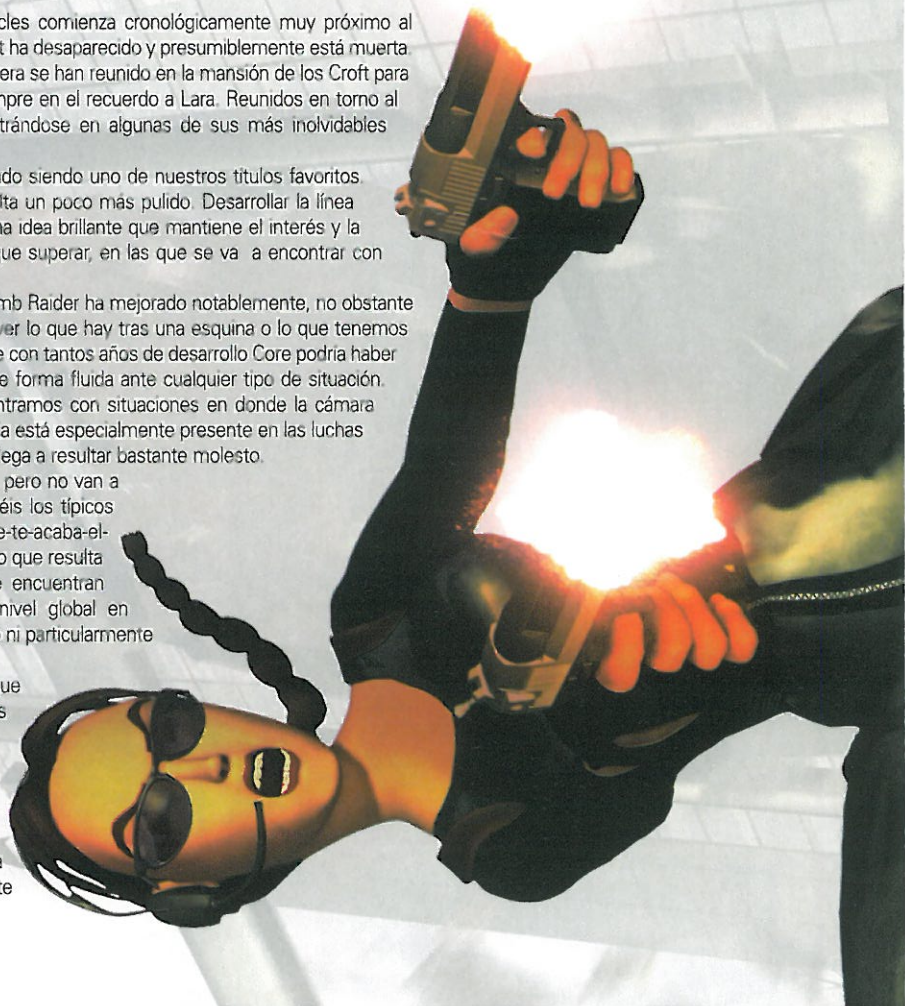 cles comienza cronológicamente muy próximo al
t ha desaparecido y presumiblemente está muerta.
era se han reunido en la mansión de los Croft para
npre en el recuerdo a Lara. Reunidos en torno al
trándose en algunas de sus más inolvidables
do siendo uno de nuestros titulos favoritos.
lta un poco más pulido. Desarrollar la línea
na idea brillante que mantiene el interés y la
que superar, en las que se va a encontrar con
mb Raider ha mejorado notablemente, no obstante
ver lo que hay tras una esquina o lo que tenemos
e con tantos años de desarrollo Core podría haber
e forma fluida ante cualquier tipo de situación.
ntramos con situaciones en donde la cámara
a está especialmente presente en las luchas
lega a resultar bastante molesto.
pero no van a
éis los típicos
e-te-acaba-el-
o que resulta
e encuentran
nivel global en
o ni particularmente
ue
s
e
te